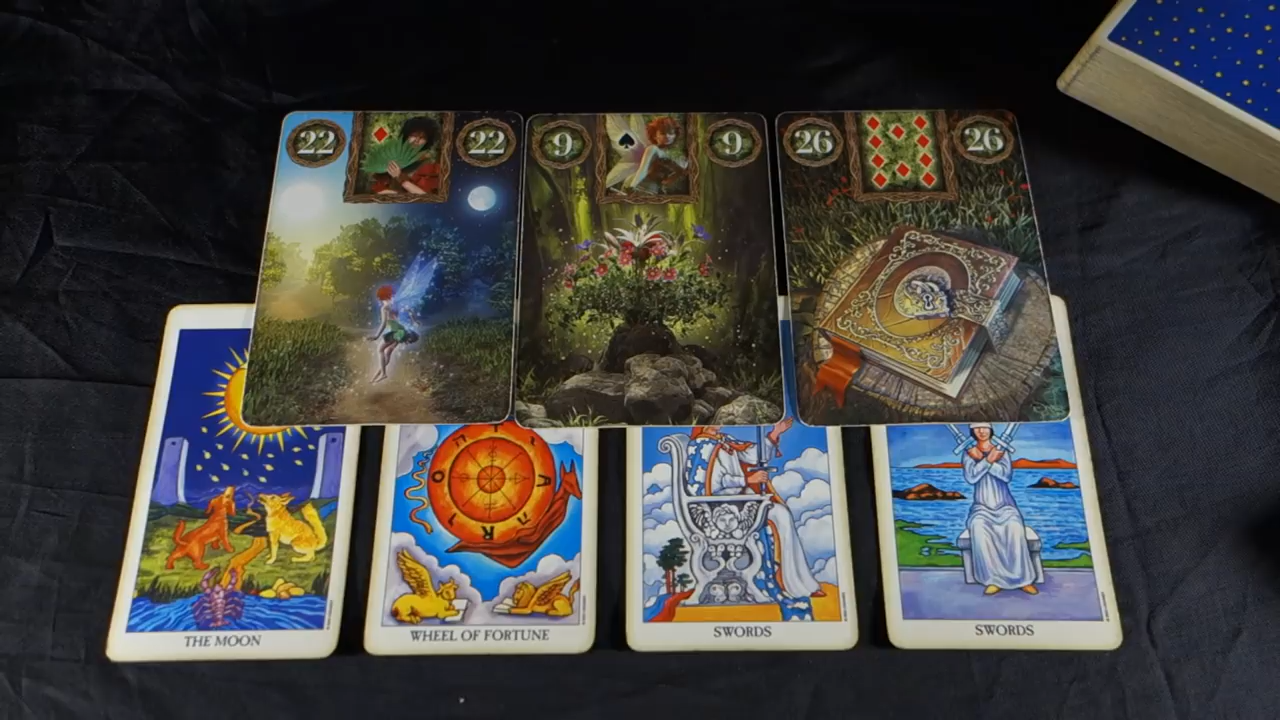 22 22
9 9
26 26
THE MOON
WHEEL OF FORTUNE
SWORDS
SWORDS